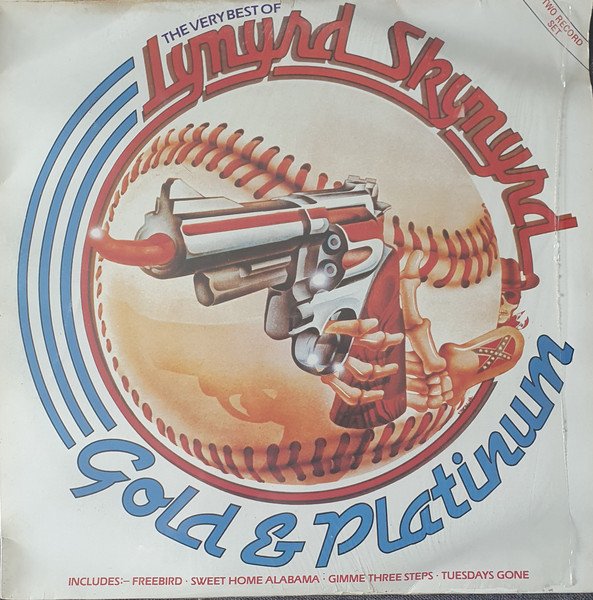 THE VERY BEST OF
TWO RECORD
SET
Lynyrd Skynyrd
Gold & Platinum
INCLUDES:– FREEBIRD · SWEET HOME ALABAMA · GIMME THREE STEPS · TUESDAYS GONE